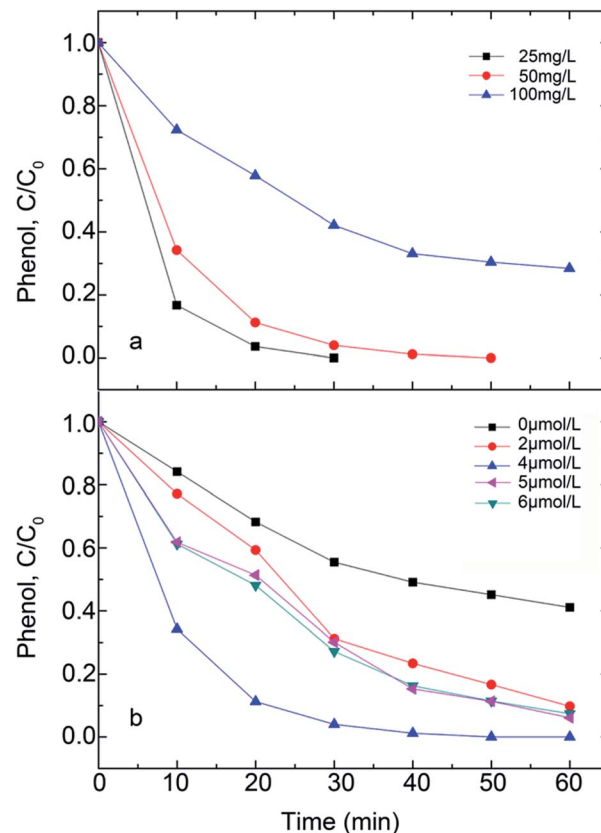 1.0
0.8
0.6
0.4
0.2
0.0
Phenol, C/C₀
25mg/L
50mg/L
100mg/L
a
1.0
0.8
0.6
0.4
0.2
0.0
Phenol, C/C₀
0μmol/L
2μmol/L
4μmol/L
5μmol/L
6μmol/L
b
0 10 20 30 40 50 60
Time (min)